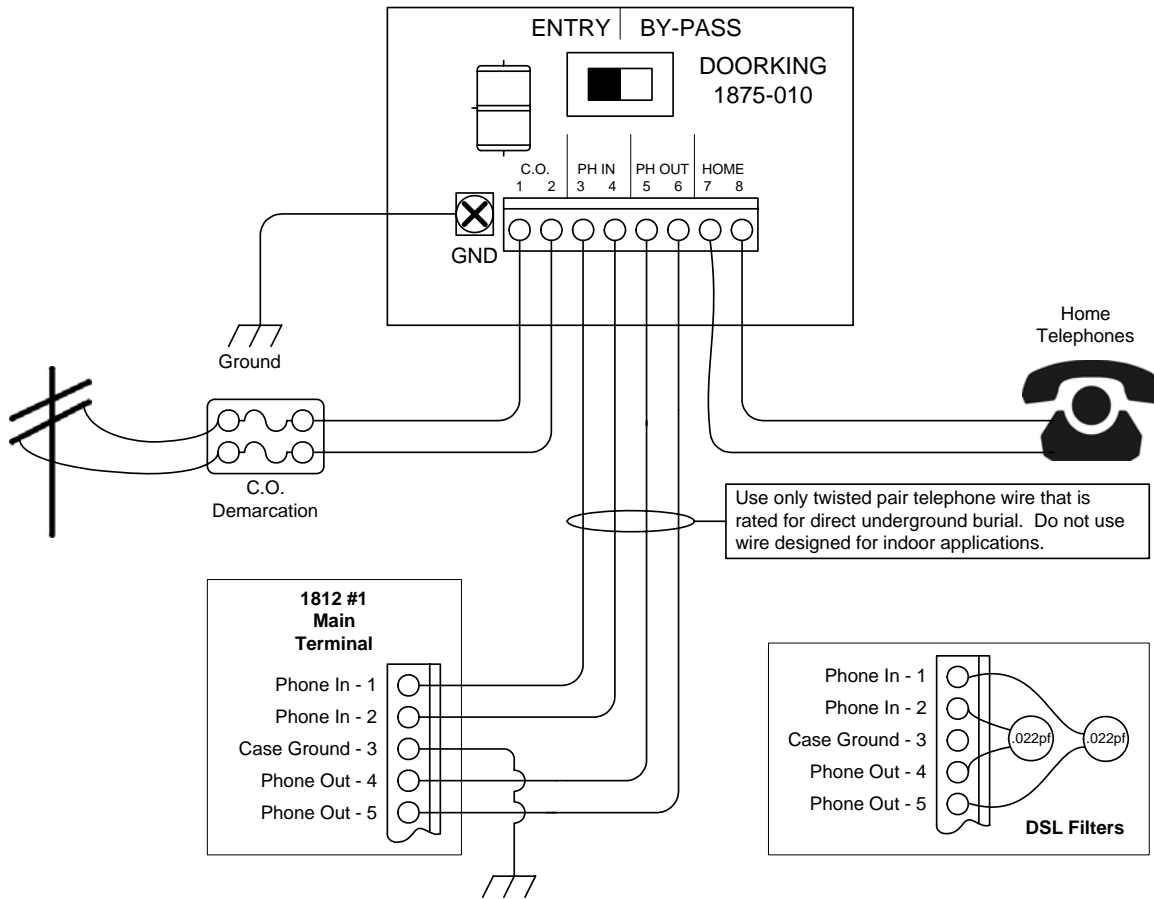 ENTRY BY-PASS
DOORKING
1875-010
C.O. PH IN PH OUT HOME
1 2 3 4 5 6 7 8
GND
Ground
Home
Telephones
C.O.
Demarcation
Use only twisted pair telephone wire that is
rated for direct underground burial. Do not use
wire designed for indoor applications.
1812 #1
Main
Terminal
Phone In - 1
Phone In - 2
Case Ground - 3
Phone Out - 4
Phone Out - 5
Phone In - 1
Phone In - 2
Case Ground - 3
Phone Out - 4
Phone Out - 5
.022pf
.022pf
DSL Filters